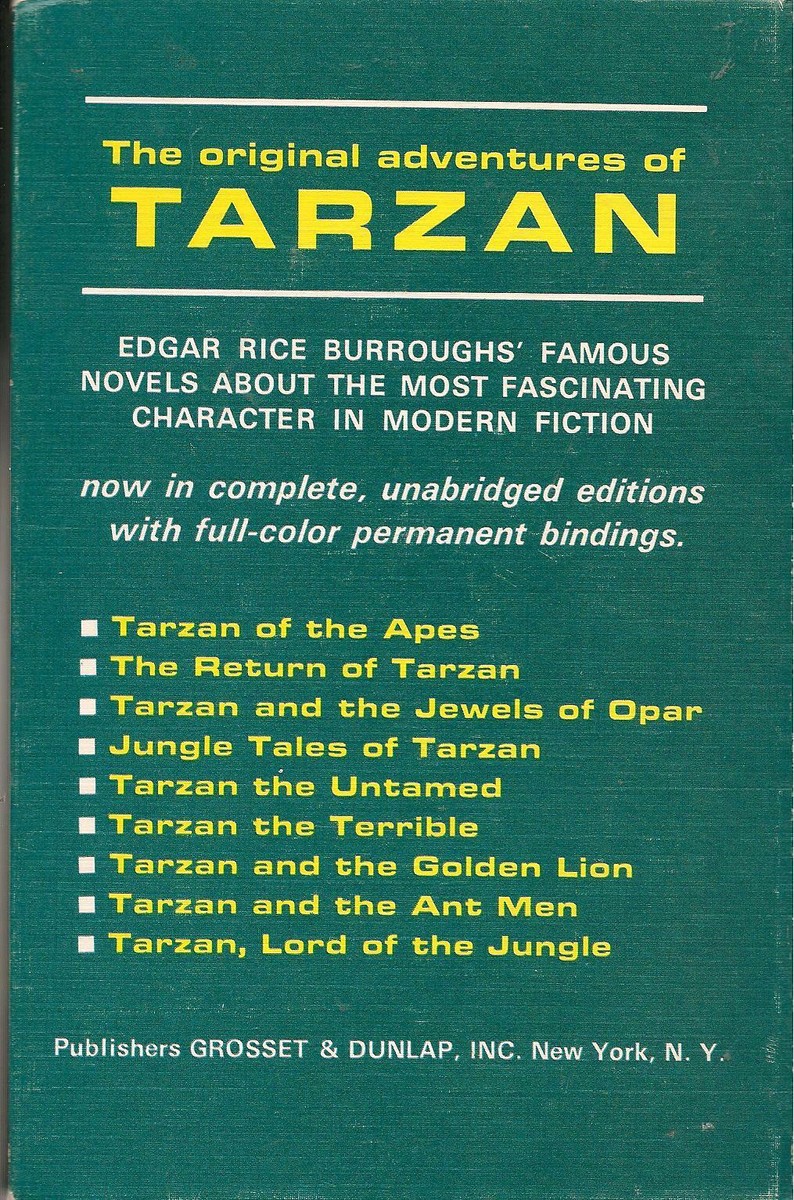 The original adventures of
TARZAN
EDGAR RICE BURROUGHS' FAMOUS
NOVELS ABOUT THE MOST FASCINATING
CHARACTER IN MODERN FICTION
now in complete, unabridged editions
with full-color permanent bindings.
■ Tarzan of the Apes
■ The Return of Tarzan
■ Tarzan and the Jewels of Opar
■ Jungle Tales of Tarzan
■ Tarzan the Untamed
■ Tarzan the Terrible
■ Tarzan and the Golden Lion
■ Tarzan and the Ant Men
■ Tarzan, Lord of the Jungle
Publishers GROSSET & DUNLAP, INC. New York, N. Y.